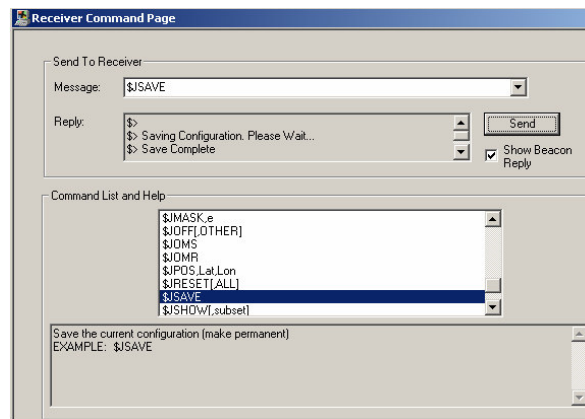 Receiver Command Page
Send To Receiver
Message: $JSAVE
Reply: $>
$> Saving Configuration. Please Wait...
$> Save Complete
Send
Show Beacon
Reply
Command List and Help
$JMASK,e
$JOFF[,OTHER]
$JOMS
$JOMR
$JPOS,Lat,Lon
$JRESET[,ALL]
$JSAVE
$JSHOW[,subset]
Save the current configuration (make permanent)
EXAMPLE: $JSAVE